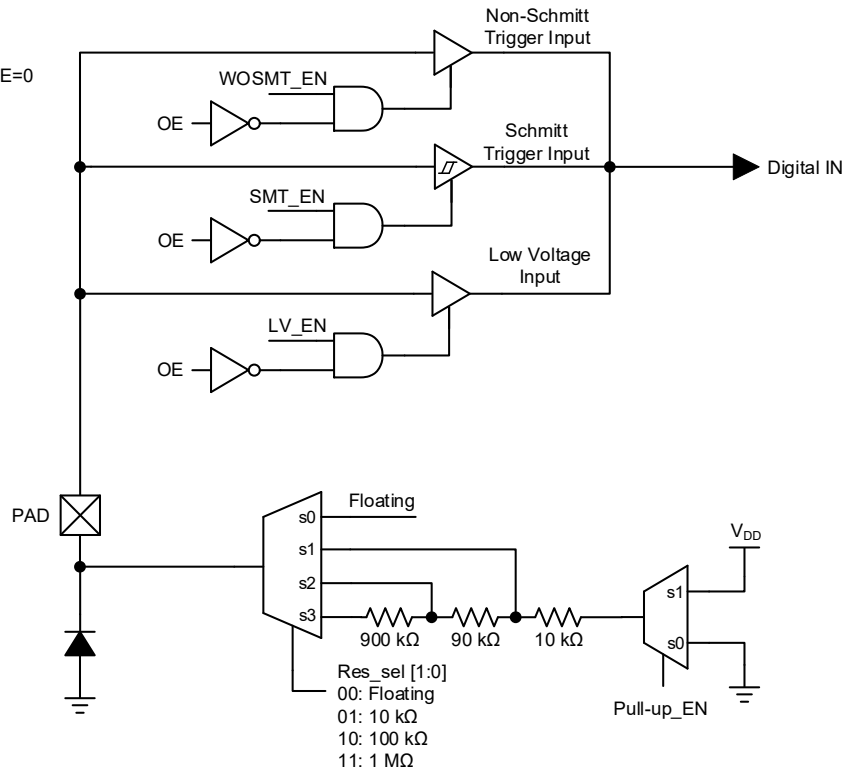 Non-Schmitt
Trigger Input
E=0
WOSMT_EN
OE
Schmitt
Trigger Input
Digital IN
SMT_EN
OE
Low Voltage
Input
LV_EN
OE
PAD
Floating
s0
s1
s2
s3
900 kΩ
90 kΩ
10 kΩ
VDD
s1
s0
Pull-up_EN
Res_sel [1:0]
00: Floating
01: 10 kΩ
10: 100 kΩ
11: 1 MΩ